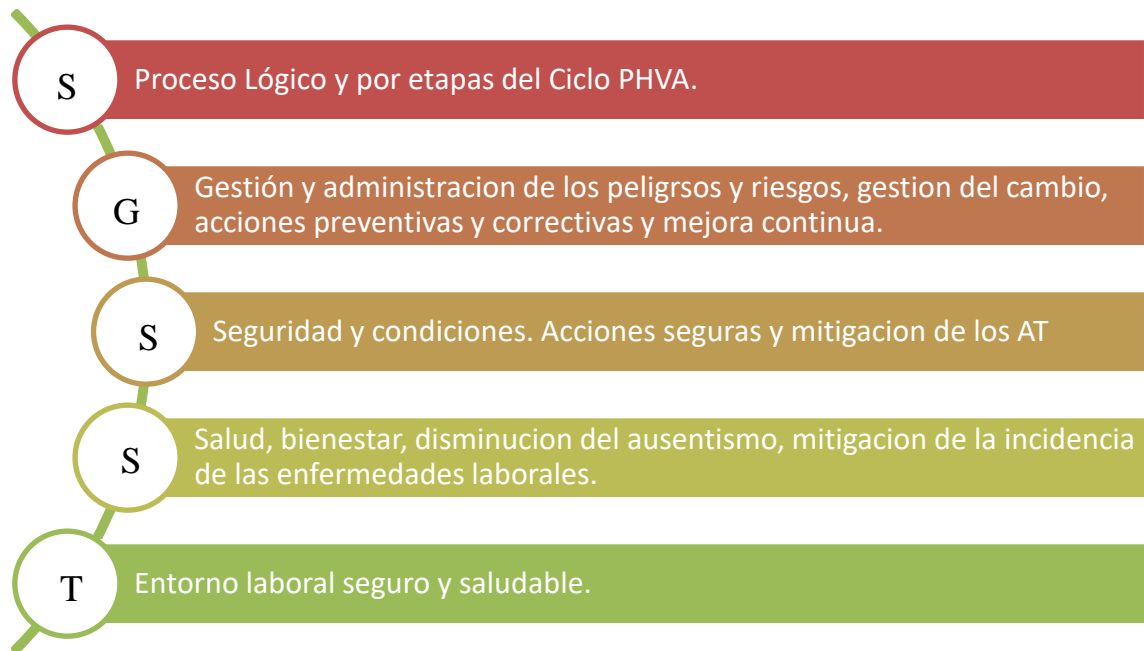 S
Proceso Lógico y por etapas del Ciclo PHVA.
G
Gestión y administracion de los peligrsos y riesgos, gestion del cambio,
acciones preventivas y correctivas y mejora continua.
S
Seguridad y condiciones. Acciones seguras y mitigacion de los AT
S
Salud, bienestar, disminucion del ausentismo, mitigacion de la incidencia
de las enfermedades laborales.
T
Entorno laboral seguro y saludable.